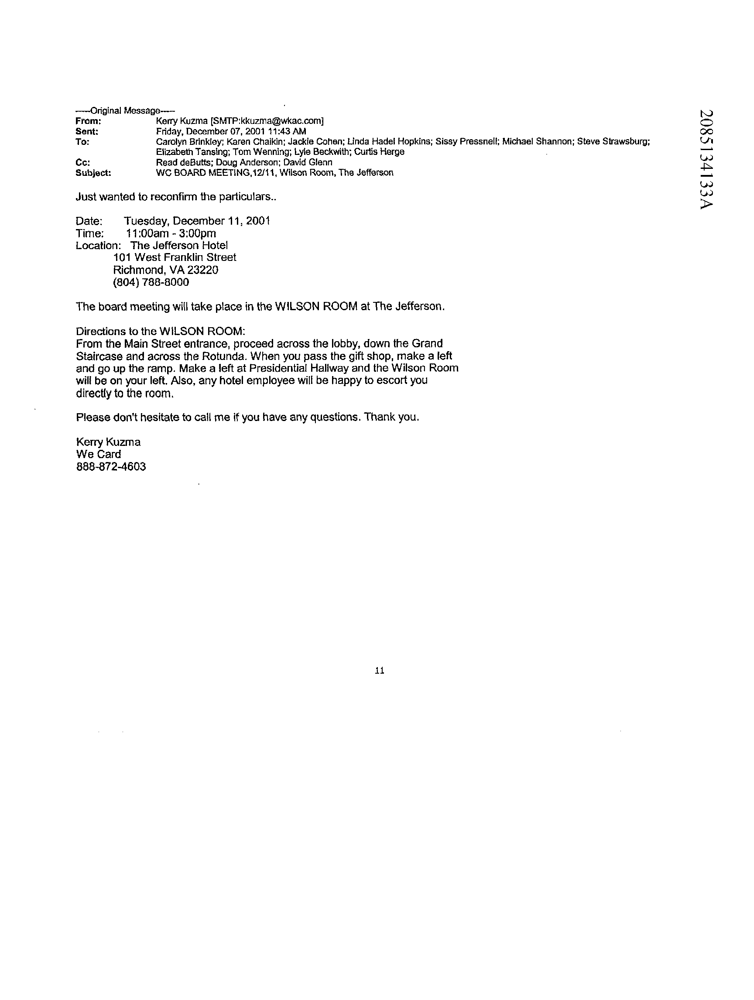 -----Original Message-----
From: Kerry Kuzma [SMTP:kkuzma@wkac.com]
Sent: Friday, December 07, 2001 11:43 AM
To: Carolyn Brinkley; Karen Chaikin; Jackie Cohen; Linda Hadel Hopkins; Sissy Pressnell; Michael Shannon; Steve Strawsburg;
Elizabeth Tansing; Tom Wenning; Lyle Beckwith; Curtis Herge
Cc: Read deButts; Doug Anderson; David Glenn
Subject: WC BOARD MEETING,12/11, Wilson Room, The Jefferson
Just wanted to reconfirm the particulars..
Date: Tuesday, December 11, 2001
Time: 11:00am - 3:00pm
Location: The Jefferson Hotel
101 West Franklin Street
Richmond, VA 23220
(804) 788-8000
The board meeting will take place in the WILSON ROOM at The Jefferson.
Directions to the WILSON ROOM:
From the Main Street entrance, proceed across the lobby, down the Grand
Staircase and across the Rotunda. When you pass the gift shop, make a left
and go up the ramp. Make a left at Presidential Hallway and the Wilson Room
will be on your left. Also, any hotel employee will be happy to escort you
directly to the room.
Please don't hesitate to call me if you have any questions. Thank you.
Kerry Kuzma
We Card
888-872-4603
11
2085134133A